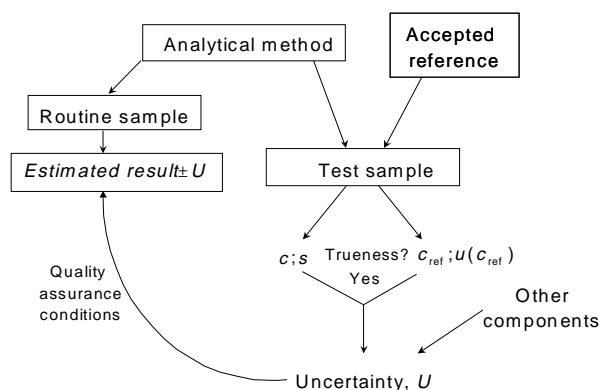 Analytical method
Accepted
reference
Routine sample
Estimated result± U
Test sample
c;s
Trueness?
Yes
c_ref;u(c_ref)
Quality
assurance
conditions
Other
components
Uncertainty, U